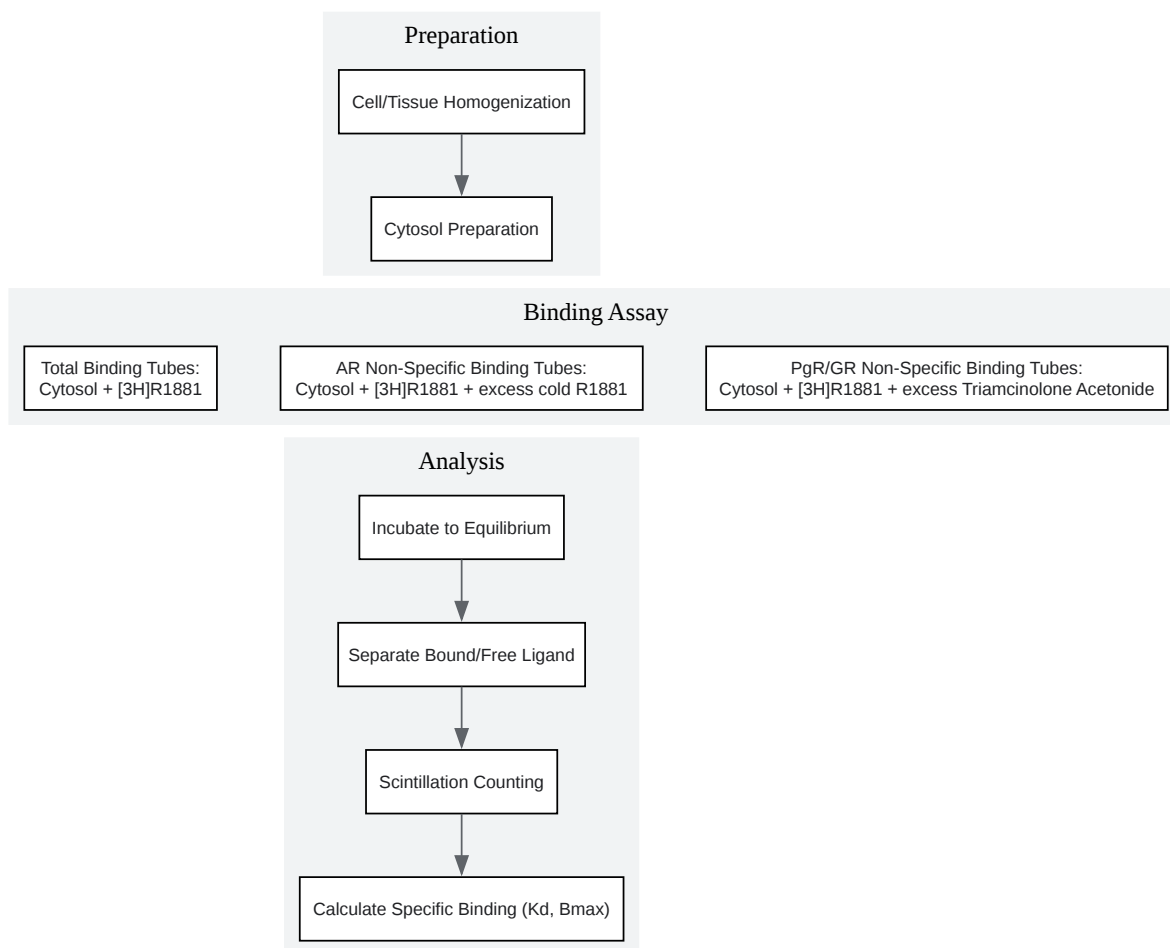 Preparation
Cell/Tissue Homogenization
Cytosol Preparation
Binding Assay
Total Binding Tubes:
Cytosol + [3H]R1881
AR Non-Specific Binding Tubes:
Cytosol + [3H]R1881 + excess cold R1881
PgR/GR Non-Specific Binding Tubes:
Cytosol + [3H]R1881 + excess Triamcinolone Acetonide
Analysis
Incubate to Equilibrium
Separate Bound/Free Ligand
Scintillation Counting
Calculate Specific Binding (Kd, Bmax)